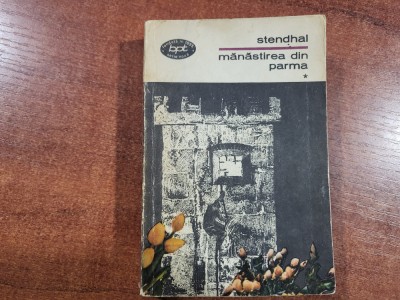 bpt
stendhal
mănăstirea din
parma
*